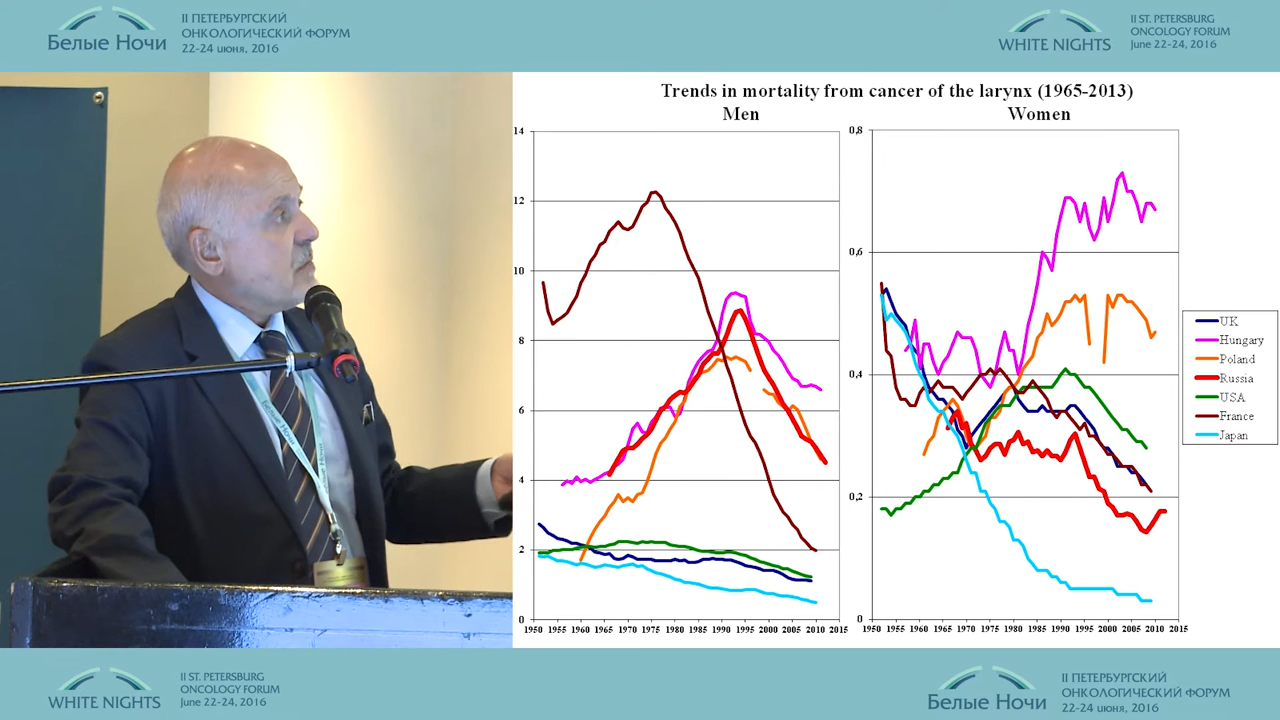 II ПЕТЕРБУРГСКИЙ
ОНКОЛОГИЧЕСКИЙ ФОРУМ
Белые Ночи
22-24 июня, 2016
II ST. PETERSBURG
ONCOLOGY FORUM
WHITE NIGHTS
June 22-24, 2016
Trends in mortality from cancer of the larynx (1965-2013)
Men
Women
14
12
10
8
6
4
2
0
1950 1955 1960 1965 1970 1975 1980 1985 1990 1995 2000 2005 2010 2015
0,8
0,6
0,4
0,2
0
1950 1955 1960 1965 1970 1975 1980 1985 1990 1995 2000 2005 2010 2015
UK
Hungary
Poland
Russia
USA
France
Japan
Белые Ночи
II ST. PETERSBURG
ONCOLOGY FORUM
WHITE NIGHTS
June 22-24, 2016
II ПЕТЕРБУРГСКИЙ
ОНКОЛОГИЧЕСКИЙ ФОРУМ
Белые Ночи
22-24 июня, 2016